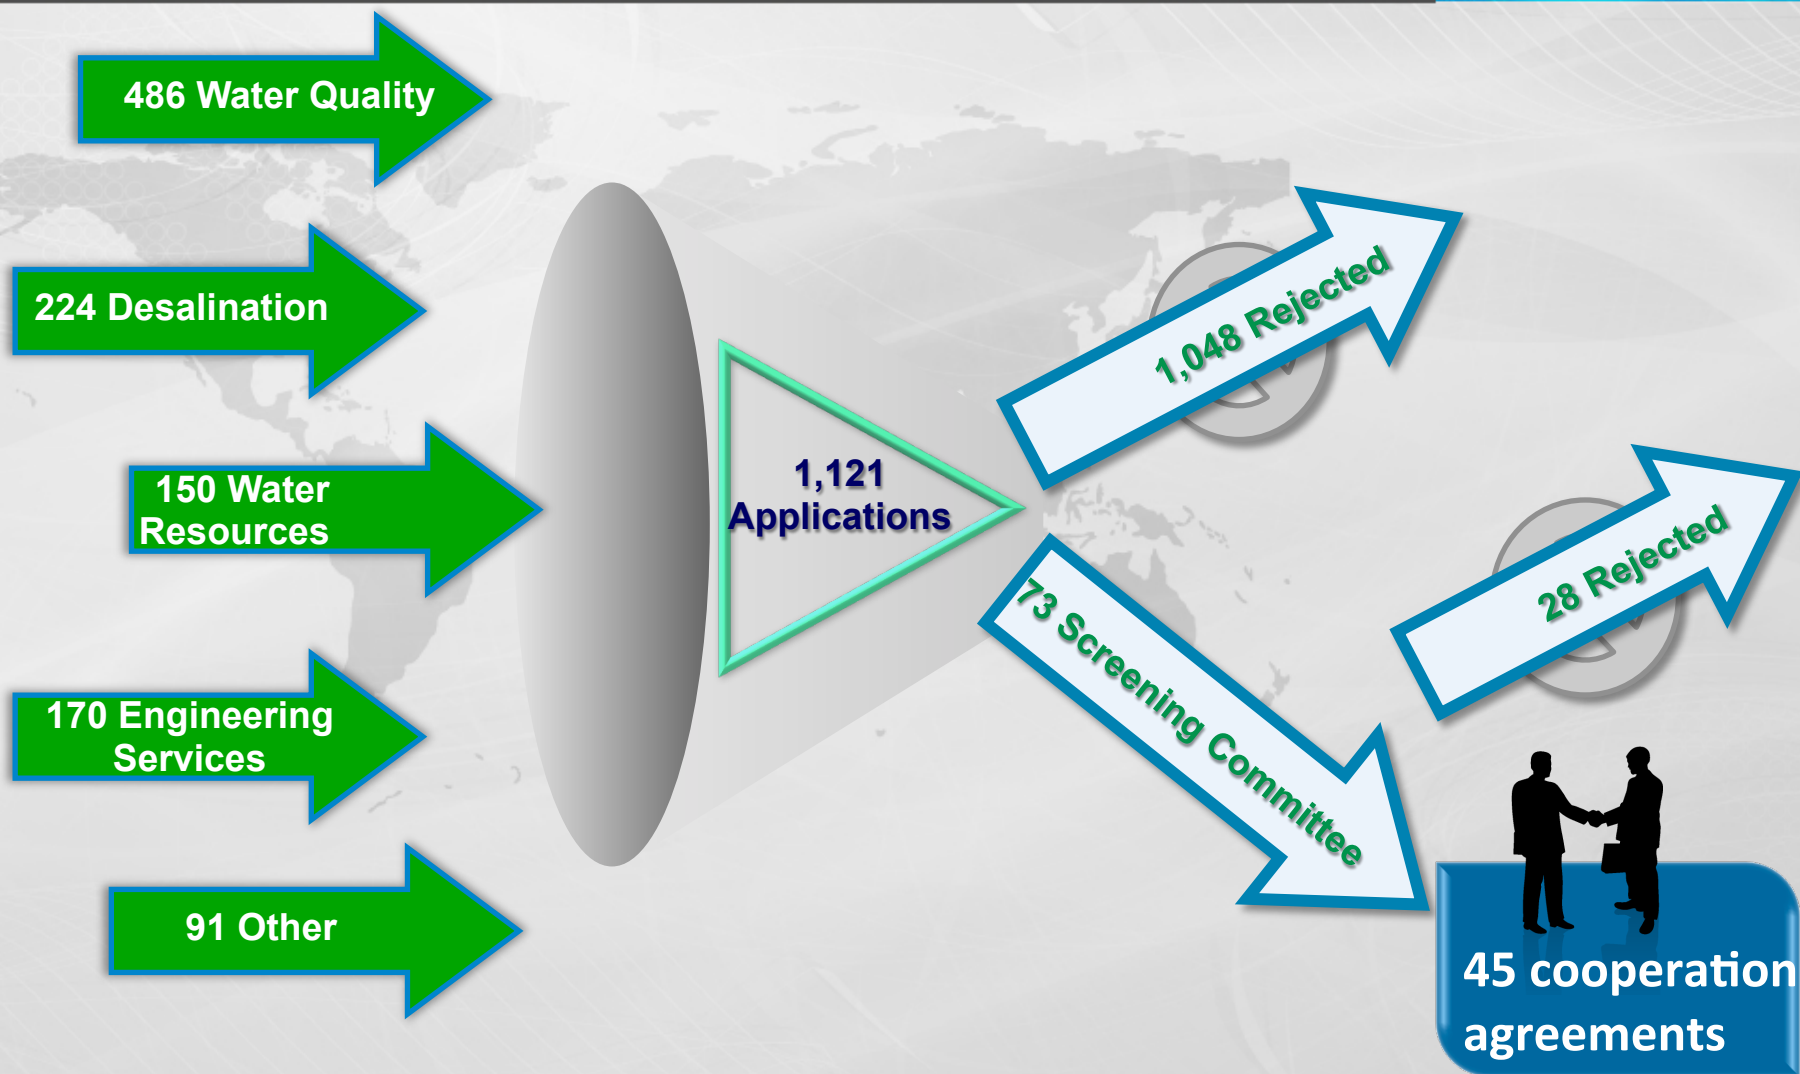 486 Water Quality
224 Desalination
150 Water
Resources
170 Engineering
Services
91 Other
1,121
Applications
1,048 Rejected
73 Screening Committee
28 Rejected
45 cooperation
agreements